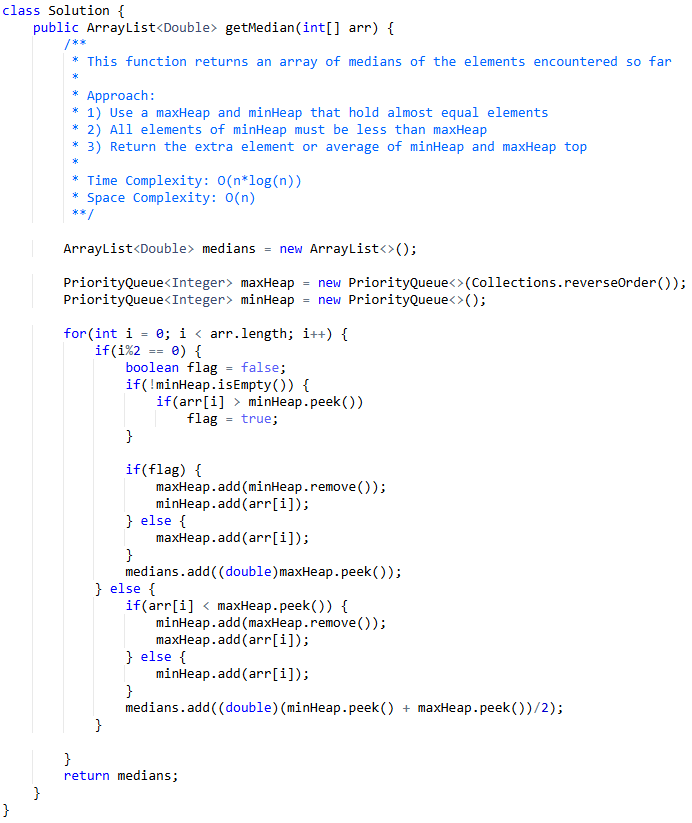 class Solution {
    public ArrayList<Double> getMedian(int[] arr) {
        /**
         * This function returns an array of medians of the elements encountered so far
         *
         * Approach:
         * 1) Use a maxHeap and minHeap that hold almost equal elements
         * 2) All elements of minHeap must be less than maxHeap
         * 3) Return the extra element or average of minHeap and maxHeap top
         *
         * Time Complexity: O(n*log(n))
         * Space Complexity: O(n)
         **/

        ArrayList<Double> medians = new ArrayList<>();

        PriorityQueue<Integer> maxHeap = new PriorityQueue<>(Collections.reverseOrder());
        PriorityQueue<Integer> minHeap = new PriorityQueue<>();

        for(int i = 0; i < arr.length; i++) {
            if(i%2 == 0) {
                boolean flag = false;
                if(!minHeap.isEmpty()) {
                    if(arr[i] > minHeap.peek())
                        flag = true;
                }

                if(flag) {
                    maxHeap.add(minHeap.remove());
                    minHeap.add(arr[i]);
                } else {
                    maxHeap.add(arr[i]);
                }
                medians.add((double)maxHeap.peek());
            } else {
                if(arr[i] < maxHeap.peek()) {
                    minHeap.add(maxHeap.remove());
                    maxHeap.add(arr[i]);
                } else {
                    minHeap.add(arr[i]);
                }
                medians.add((double)(minHeap.peek() + maxHeap.peek())/2);
            }

        }
        return medians;
    }
}